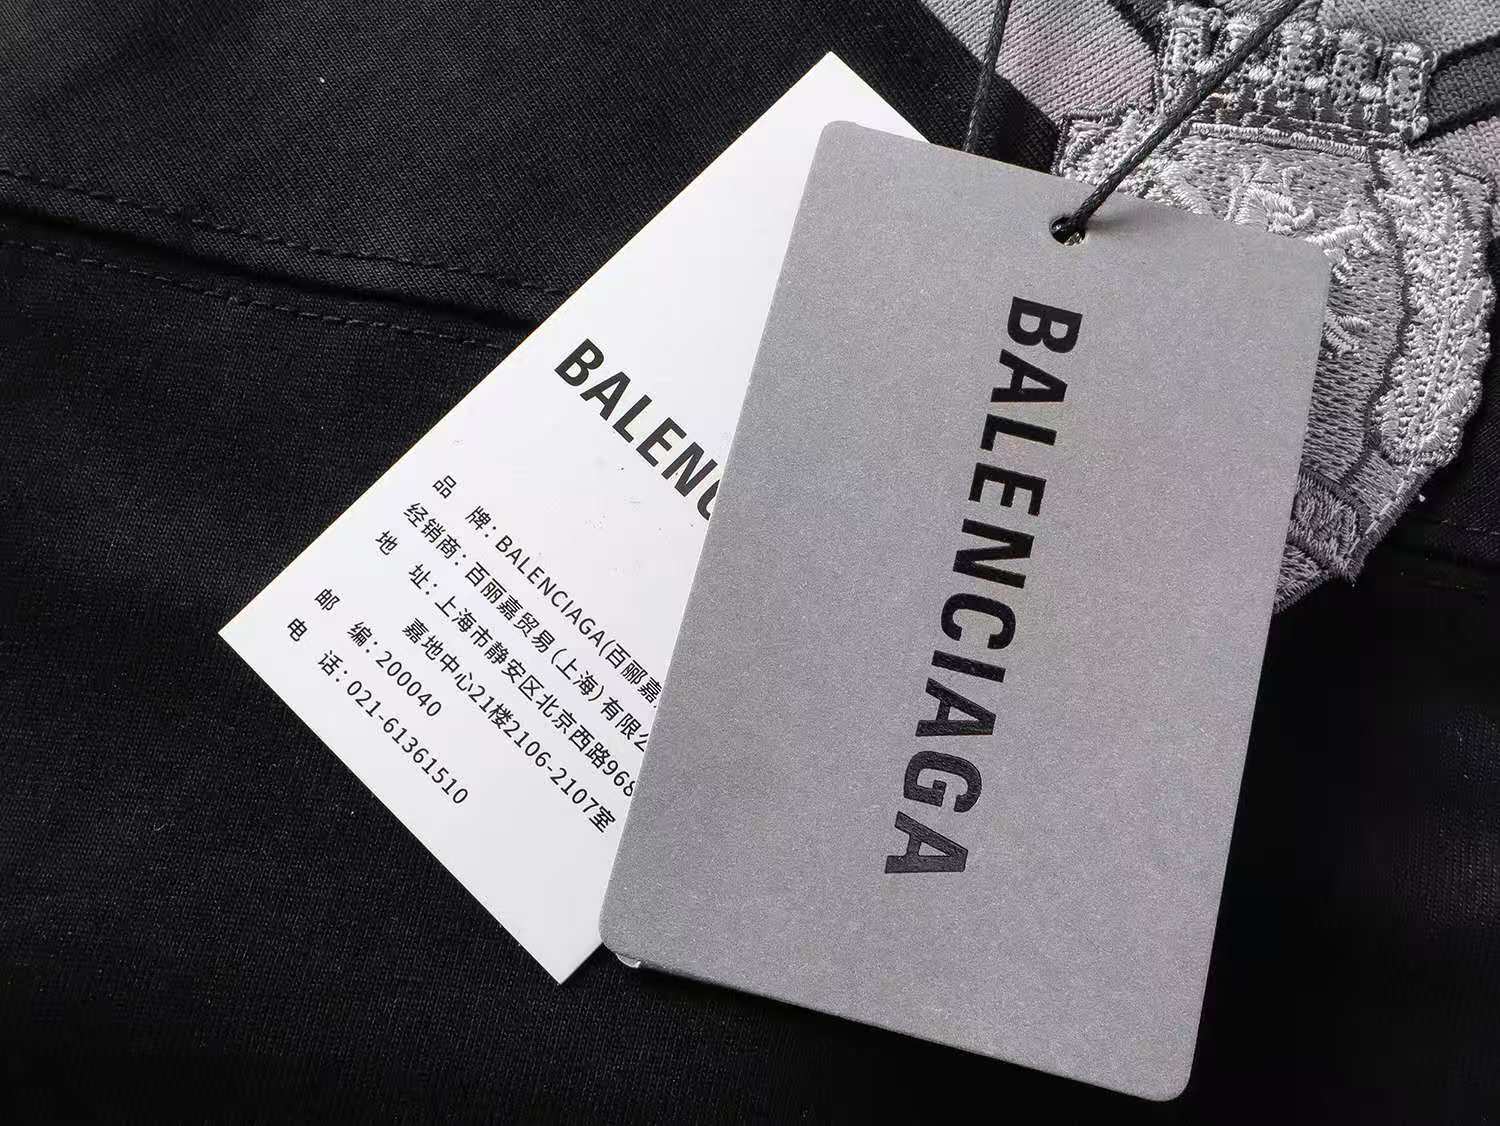 BALENC
品 牌：BALENCIAGA(百郦嘉
经销商：百丽嘉贸易(上海)有限公
地 址：上海市静安区北京西路968
嘉地中心21楼2106-2107室
邮 编：200040
电 话：021-61361510
BALENCIAGA